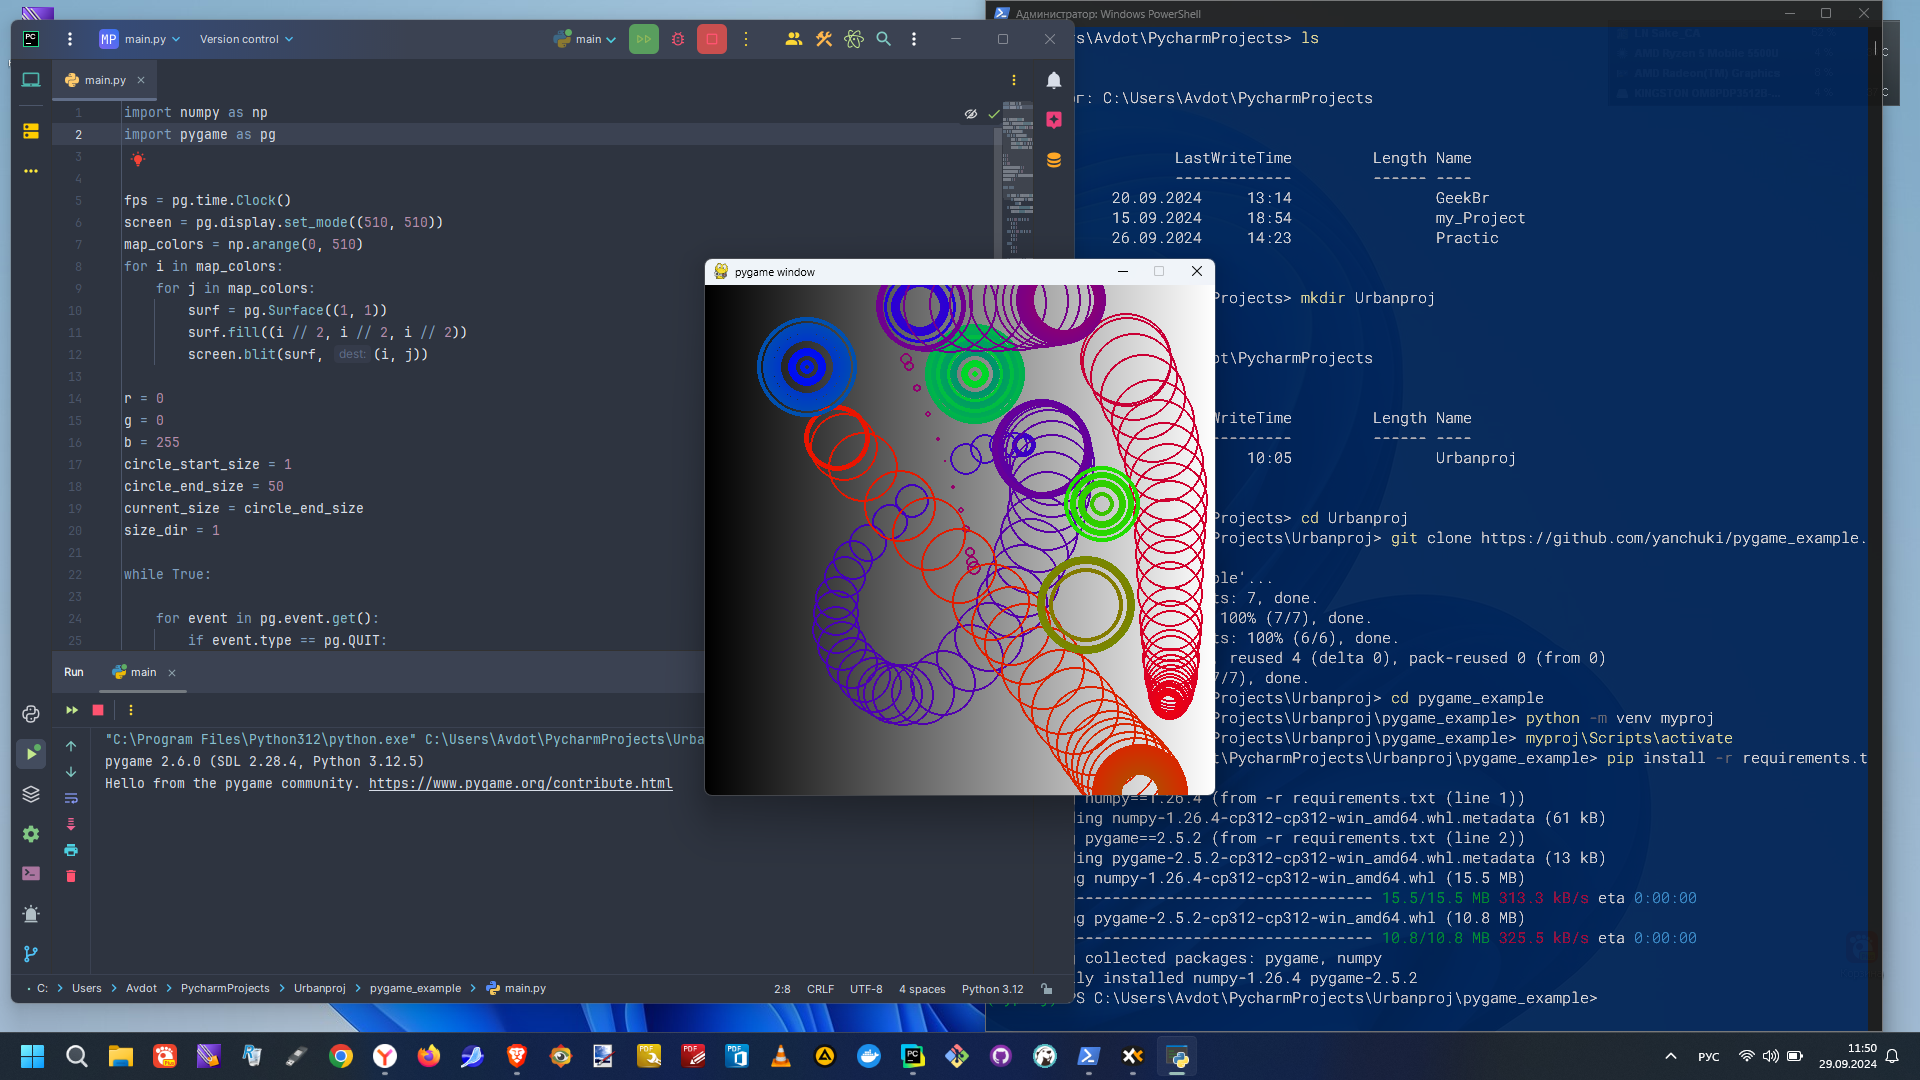 MP main.py
Version control
main
main.py
1 import numpy as np
2 import pygame as pg
3
4
5 fps = pg.time.Clock()
6 screen = pg.display.set_mode((510, 510))
7 map_colors = np.arange(0, 510)
8 for i in map_colors:
9 for j in map_colors:
10 surf = pg.Surface((1, 1))
11 surf.fill((i // 2, i // 2, i // 2))
12 screen.blit(surf, dest: (i, j))
13
14 r = 0
15 g = 0
16 b = 255
17 circle_start_size = 1
18 circle_end_size = 50
19 current_size = circle_end_size
20 size_dir = 1
21
22 while True:
23
24 for event in pg.event.get():
25 if event.type == pg.QUIT:
Run main
"C:\Program Files\Python312\python.exe" C:\Users\Avdot\PycharmProjects\Urba
pygame 2.6.0 (SDL 2.28.4, Python 3.12.5)
Hello from the pygame community. https://www.pygame.org/contribute.html
C: > Users > Avdot > PycharmProjects > Urbanproj > pygame_example > main.py
2:8 CRLF UTF-8 4 spaces Python 3.12
pygame window
Администратор: Windows PowerShell
s\Avdot\PycharmProjects> ls
ог: C:\Users\Avdot\PycharmProjects
LastWriteTime Length Name
------------- ------ ----
20.09.2024 13:14 GeekBr
15.09.2024 18:54 my_Project
26.09.2024 14:23 Practic
Projects> mkdir Urbanproj
dot\PycharmProjects
WriteTime Length Name
--------- ------ ----
10:05 Urbanproj
Projects> cd Urbanproj
Projects\Urbanproj> git clone https://github.com/yanchuki/pygame_example.
ple'...
ts: 7, done.
100% (7/7), done.
ts: 100% (6/6), done.
, reused 4 (delta 0), pack-reused 0 (from 0)
7/7), done.
Projects\Urbanproj> cd pygame_example
Projects\Urbanproj\pygame_example> python -m venv myproj
Projects\Urbanproj\pygame_example> myproj\Scripts\activate
t\PycharmProjects\Urbanproj\pygame_example> pip install -r requirements.t
g numpy==1.26.4 (from -r requirements.txt (line 1))
ding numpy-1.26.4-cp312-cp312-win_amd64.whl.metadata (61 kB)
g pygame==2.5.2 (from -r requirements.txt (line 2))
ding pygame-2.5.2-cp312-cp312-win_amd64.whl.metadata (13 kB)
ng numpy-1.26.4-cp312-cp312-win_amd64.whl (15.5 MB)
--------------------------------- 15.5/15.5 MB 313.3 kB/s eta 0:00:00
ng pygame-2.5.2-cp312-cp312-win_amd64.whl (10.8 MB)
--------------------------------- 10.8/10.8 MB 325.5 kB/s eta 0:00:00
g collected packages: pygame, numpy
ly installed numpy-1.26.4 pygame-2.5.2
PS C:\Users\Avdot\PycharmProjects\Urbanproj\pygame_example>
РУС
11:50
29.09.2024